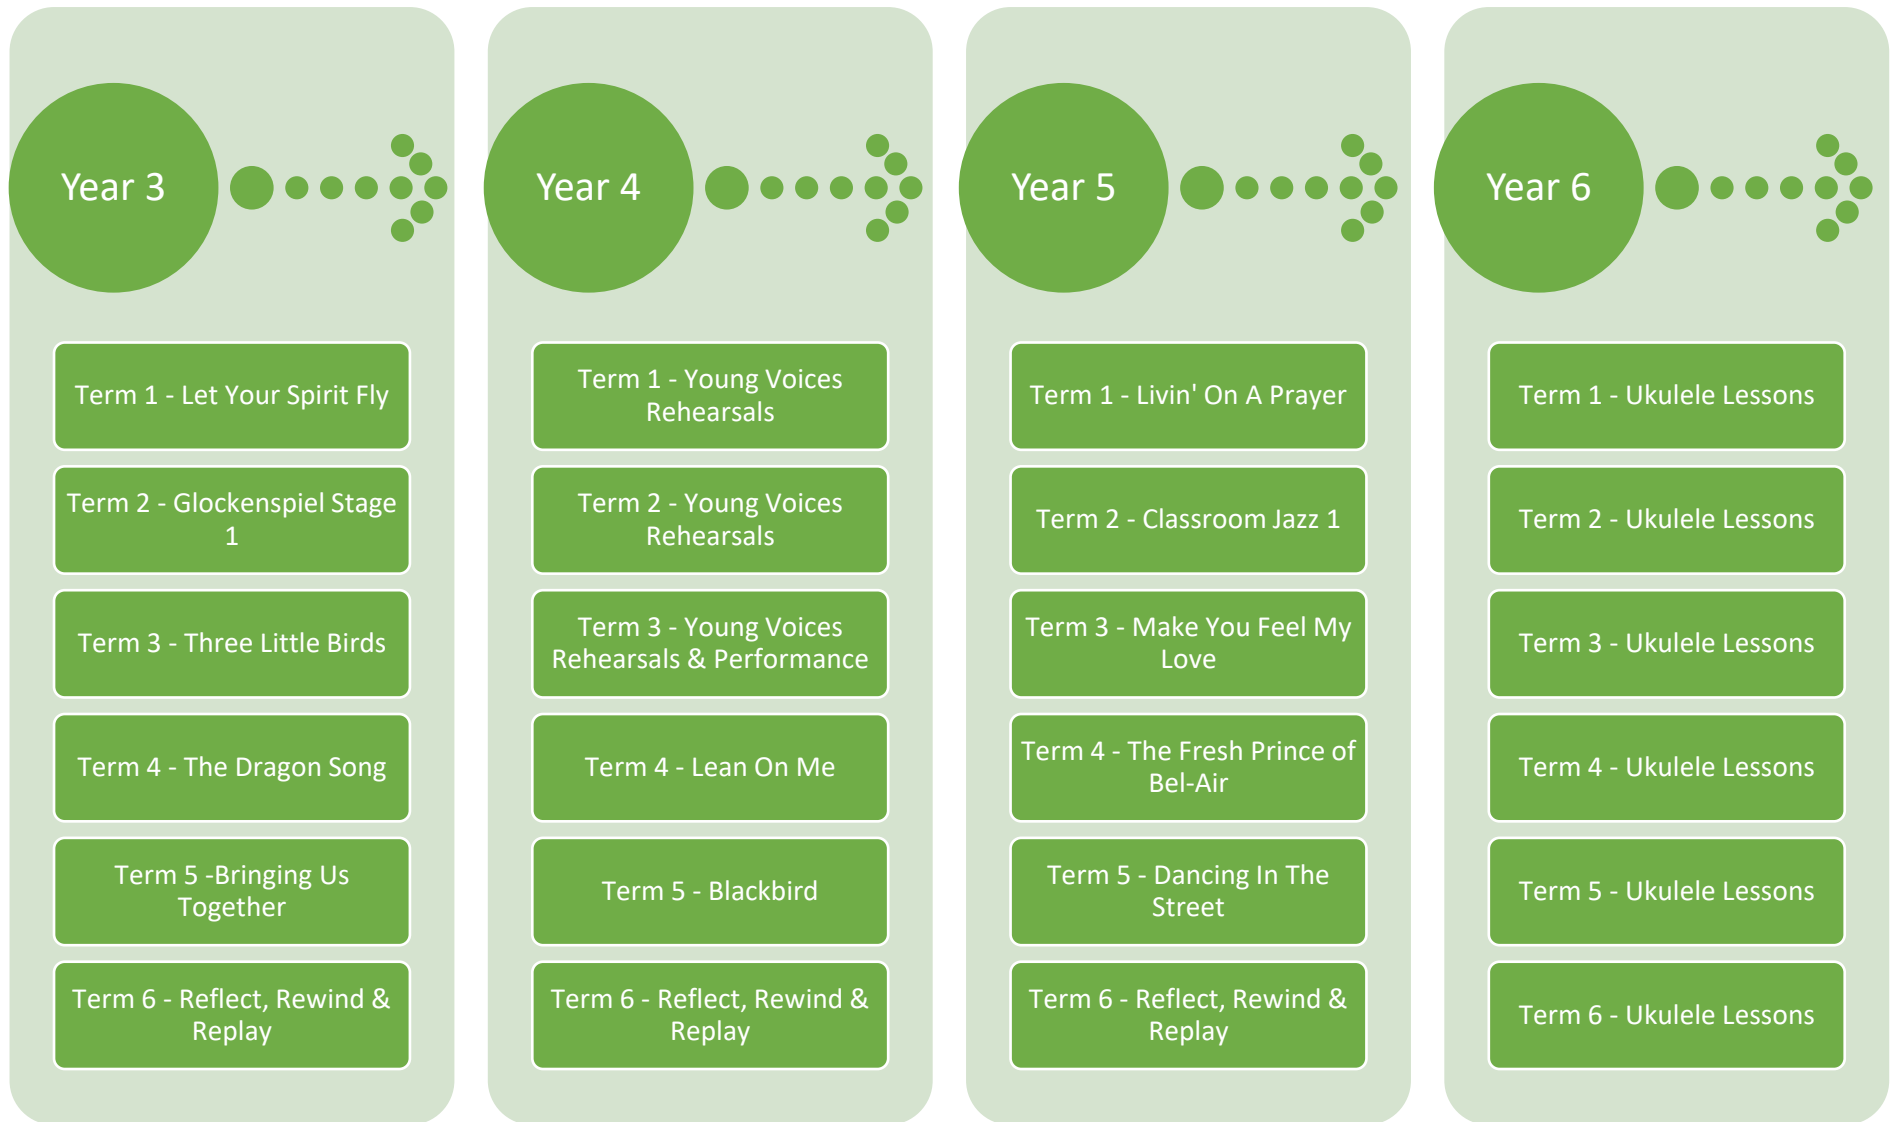 Year 3
Term 1 - Let Your Spirit Fly
Term 2 - Glockenspiel Stage
1
Term 3 - Three Little Birds
Term 4 - The Dragon Song
Term 5 -Bringing Us
Together
Term 6 - Reflect, Rewind &
Replay
Year 4
Term 1 - Young Voices
Rehearsals
Term 2 - Young Voices
Rehearsals
Term 3 - Young Voices
Rehearsals & Performance
Term 4 - Lean On Me
Term 5 - Blackbird
Term 6 - Reflect, Rewind &
Replay
Year 5
Term 1 - Livin' On A Prayer
Term 2 - Classroom Jazz 1
Term 3 - Make You Feel My
Love
Term 4 - The Fresh Prince of
Bel-Air
Term 5 - Dancing In The
Street
Term 6 - Reflect, Rewind &
Replay
Year 6
Term 1 - Ukulele Lessons
Term 2 - Ukulele Lessons
Term 3 - Ukulele Lessons
Term 4 - Ukulele Lessons
Term 5 - Ukulele Lessons
Term 6 - Ukulele Lessons